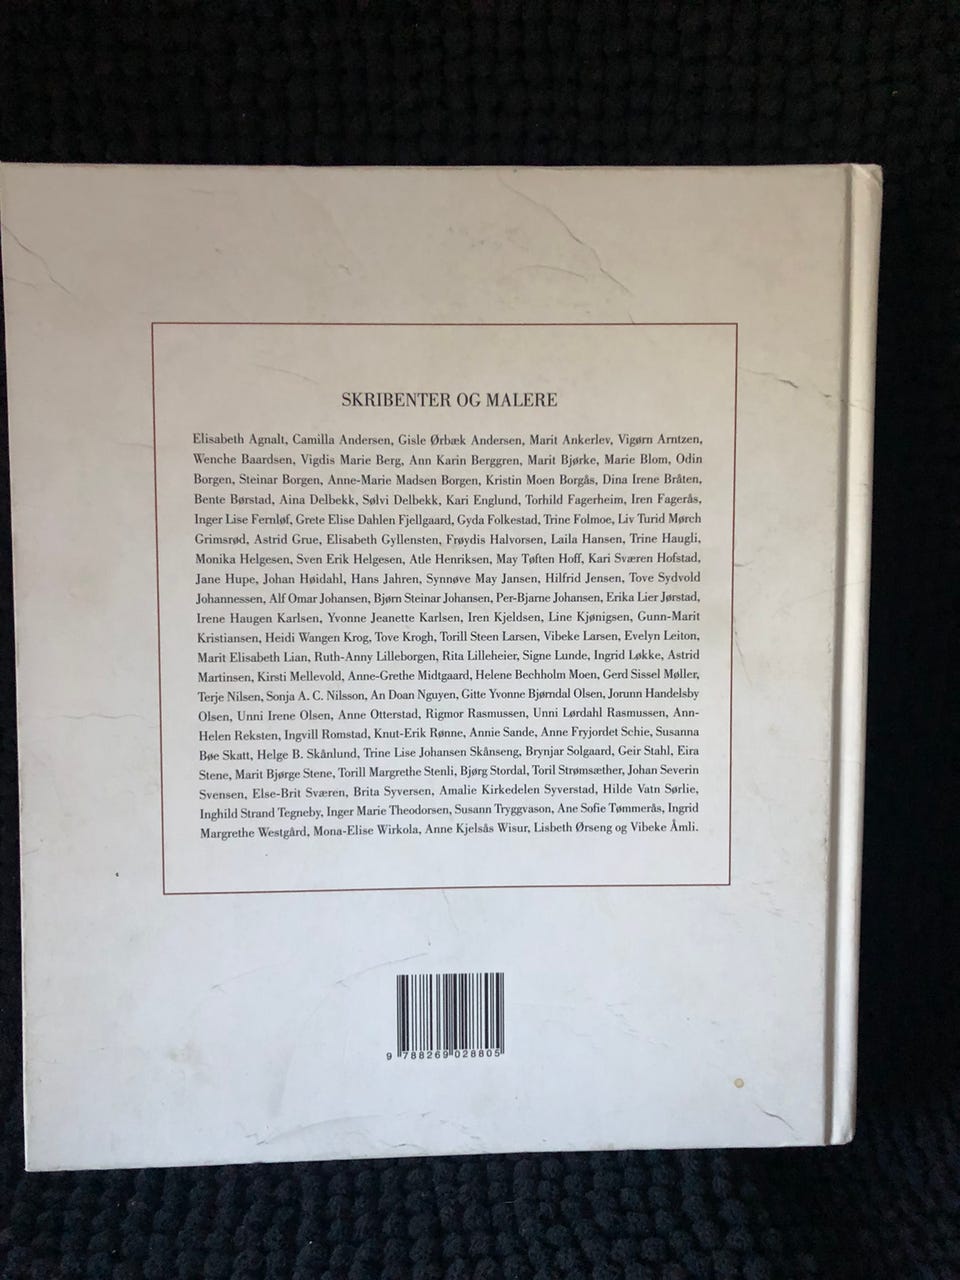 SKRIBENTER OG MALERE
Elisabeth Agnalt, Camilla Andersen, Gisle Ørbæk Andersen, Marit Ankerlev, Vigørn Arntzen,
Wenche Baardsen, Vigdis Marie Berg, Ann Karin Berggren, Marit Bjørke, Marie Blom, Odin
Borgen, Steinar Borgen, Anne-Marie Madsen Borgen, Kristin Moen Borgås, Dina Irene Bråten,
Bente Børstad, Aina Delbekk, Sølvi Delbekk, Kari Englund, Torhild Fagerheim, Iren Fagerås,
Inger Lise Fernløf, Grete Elise Dahlen Fjellgaard, Gyda Folkestad, Trine Folmoe, Liv Turid Mørch
Grimsrød, Astrid Grue, Elisabeth Gyllensten, Frøydis Halvorsen, Laila Hansen, Trine Haugli,
Monika Helgesen, Sven Erik Helgesen, Atle Henriksen, May Tøften Hoff, Kari Sværen Hofstad,
Jane Hupe, Johan Høidahl, Hans Jahren, Synnøve May Jansen, Hilfrid Jensen, Tove Sydvold
Johannessen, Alf Omar Johansen, Bjørn Steinar Johansen, Per-Bjarne Johansen, Erika Lier Jørstad,
Irene Haugen Karlsen, Yvonne Jeanette Karlsen, Iren Kjeldsen, Line Kjønigsen, Gunn-Marit
Kristiansen, Heidi Wangen Krog, Tove Krogh, Torill Steen Larsen, Vibeke Larsen, Evelyn Leiton,
Marit Elisabeth Lian, Ruth-Anny Lilleborgen, Rita Lilleheier, Signe Lunde, Ingrid Løkke, Astrid
Martinsen, Kirsti Mellevold, Anne-Grethe Midtgaard, Helene Bechholm Moen, Gerd Sissel Møller,
Terje Nilsen, Sonja A. C. Nilsson, An Doan Nguyen, Gitte Yvonne Bjørndal Olsen, Jorunn Handelsby
Olsen, Unni Irene Olsen, Anne Otterstad, Rigmor Rasmussen, Unni Lørdahl Rasmussen, Ann-
Helen Reksten, Ingvill Romstad, Knut-Erik Rønne, Annie Sande, Anne Fryjordet Schie, Susanna
Bøe Skatt, Helge B. Skånlund, Trine Lise Johansen Skånseng, Brynjar Solgaard, Geir Stahl, Eira
Stene, Marit Bjørge Stene, Torill Margrethe Stenli, Bjørg Stordal, Toril Strømsæther, Johan Severin
Svensen, Else-Brit Sværen, Brita Syversen, Amalie Kirkedelen Syverstad, Hilde Vatn Sørlie,
Inghild Strand Tegneby, Inger Marie Theodorsen, Susann Tryggvason, Ane Sofie Tømmerås, Ingrid
Margrethe Westgård, Mona-Elise Wirkola, Anne Kjelsås Wisur, Lisbeth Ørseng og Vibeke Åmli.
9 788269 028805